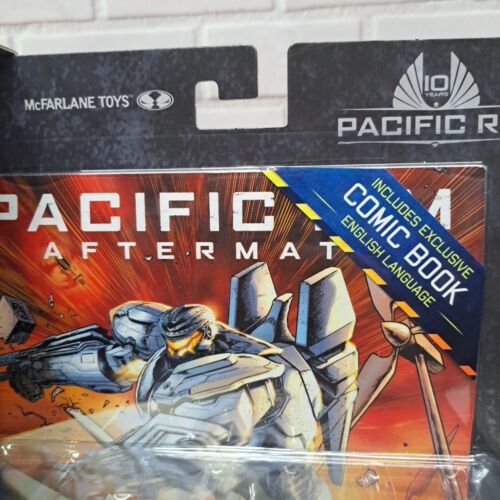 McFARLANE TOYS
10
YEARS
PACIFIC R
PACIFIC M
AFTERMAT
INCLUDES EXCLUSIVE
COMIC BOOK
ENGLISH LANGUAGE